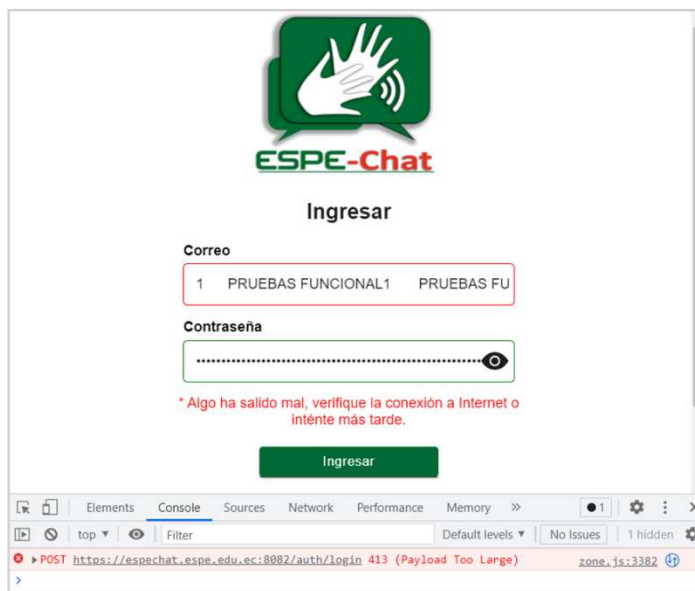 ESPE-Chat
Ingresar
Correo
1 PRUEBAS FUNCIONAL1 PRUEBAS FU
Contraseña
* Algo ha salido mal, verifique la conexión a Internet o
inténte más tarde.
Ingresar
Elements Console Sources Network Performance Memory » 1
top Filter Default levels No Issues 1 hidden
POST https://espechat.espe.edu.ec:8082/auth/login 413 (Payload Too Large) zone.js:3382